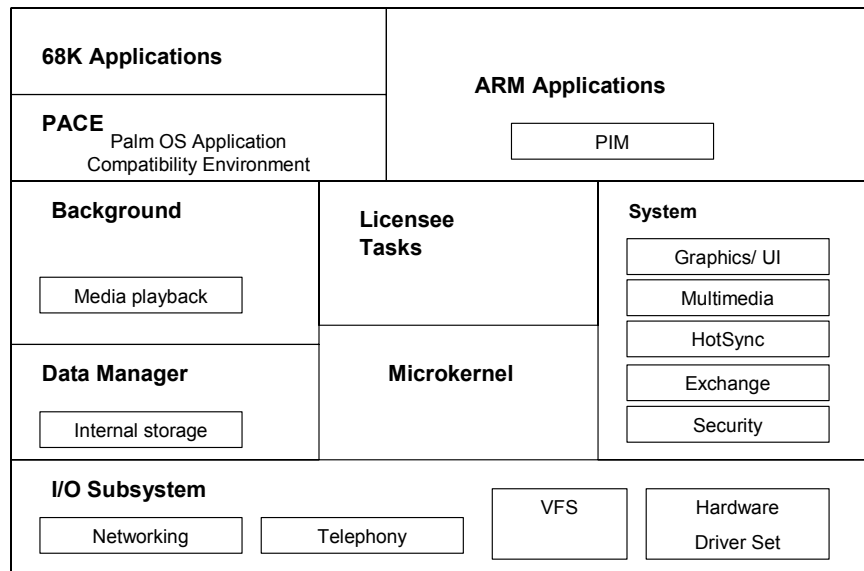 68K Applications
ARM Applications
PACE
Palm OS Application
Compatibility Environment
PIM
Background
Media playback
Licensee
Tasks
System
Graphics/ UI
Multimedia
HotSync
Exchange
Security
Data Manager
Internal storage
Microkernel
I/O Subsystem
Networking
Telephony
VFS
Hardware
Driver Set